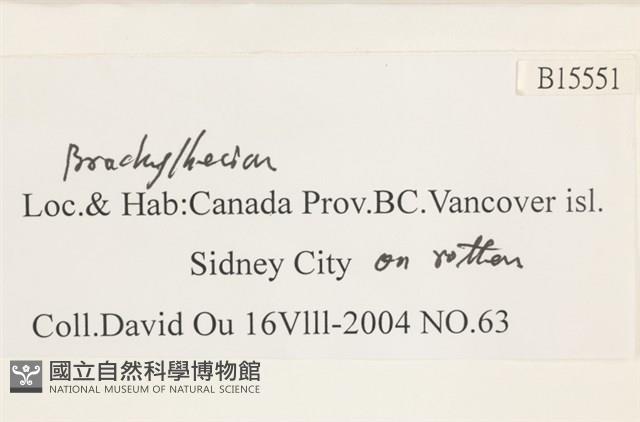 B15551
Brachythecium
Loc.& Hab:Canada Prov.BC.Vancover isl.
Sidney City on rotten
Coll.David Ou 16Vlll-2004 NO.63
國立自然科學博物館
NATIONAL MUSEUM OF NATURAL SCIENCE